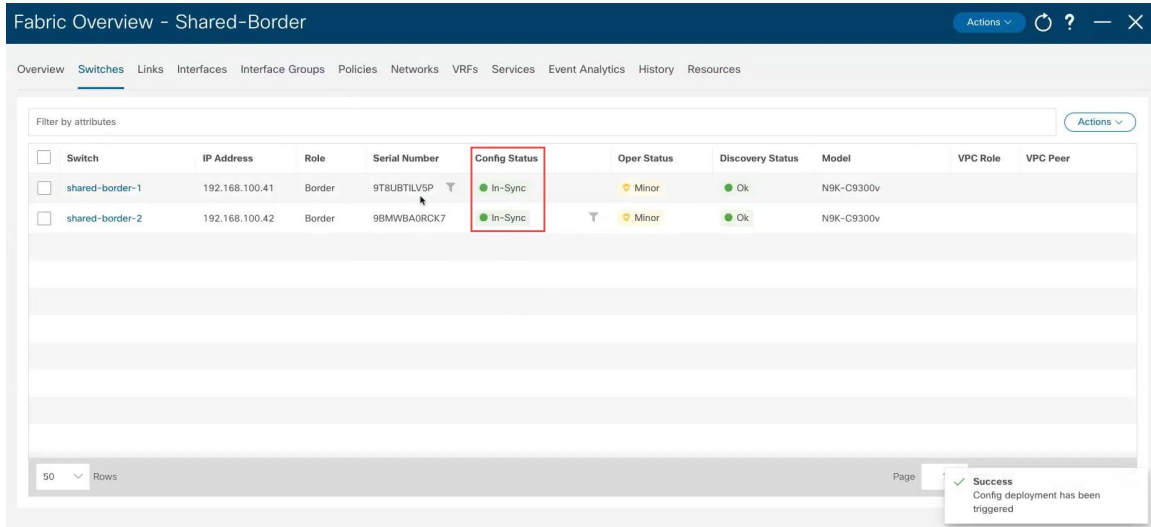 Fabric Overview - Shared-Border
Actions
?
Overview Switches Links Interfaces Interface Groups Policies Networks VRFs Services Event Analytics History Resources
Filter by attributes
Actions
Switch IP Address Role Serial Number Config Status Oper Status Discovery Status Model VPC Role VPC Peer
shared-border-1 192.168.100.41 Border 9T8UBTILV5P In-Sync Minor Ok N9K-C9300v
shared-border-2 192.168.100.42 Border 9BMWBA0RCK7 In-Sync Minor Ok N9K-C9300v
50 Rows Page
Success
Config deployment has been
triggered